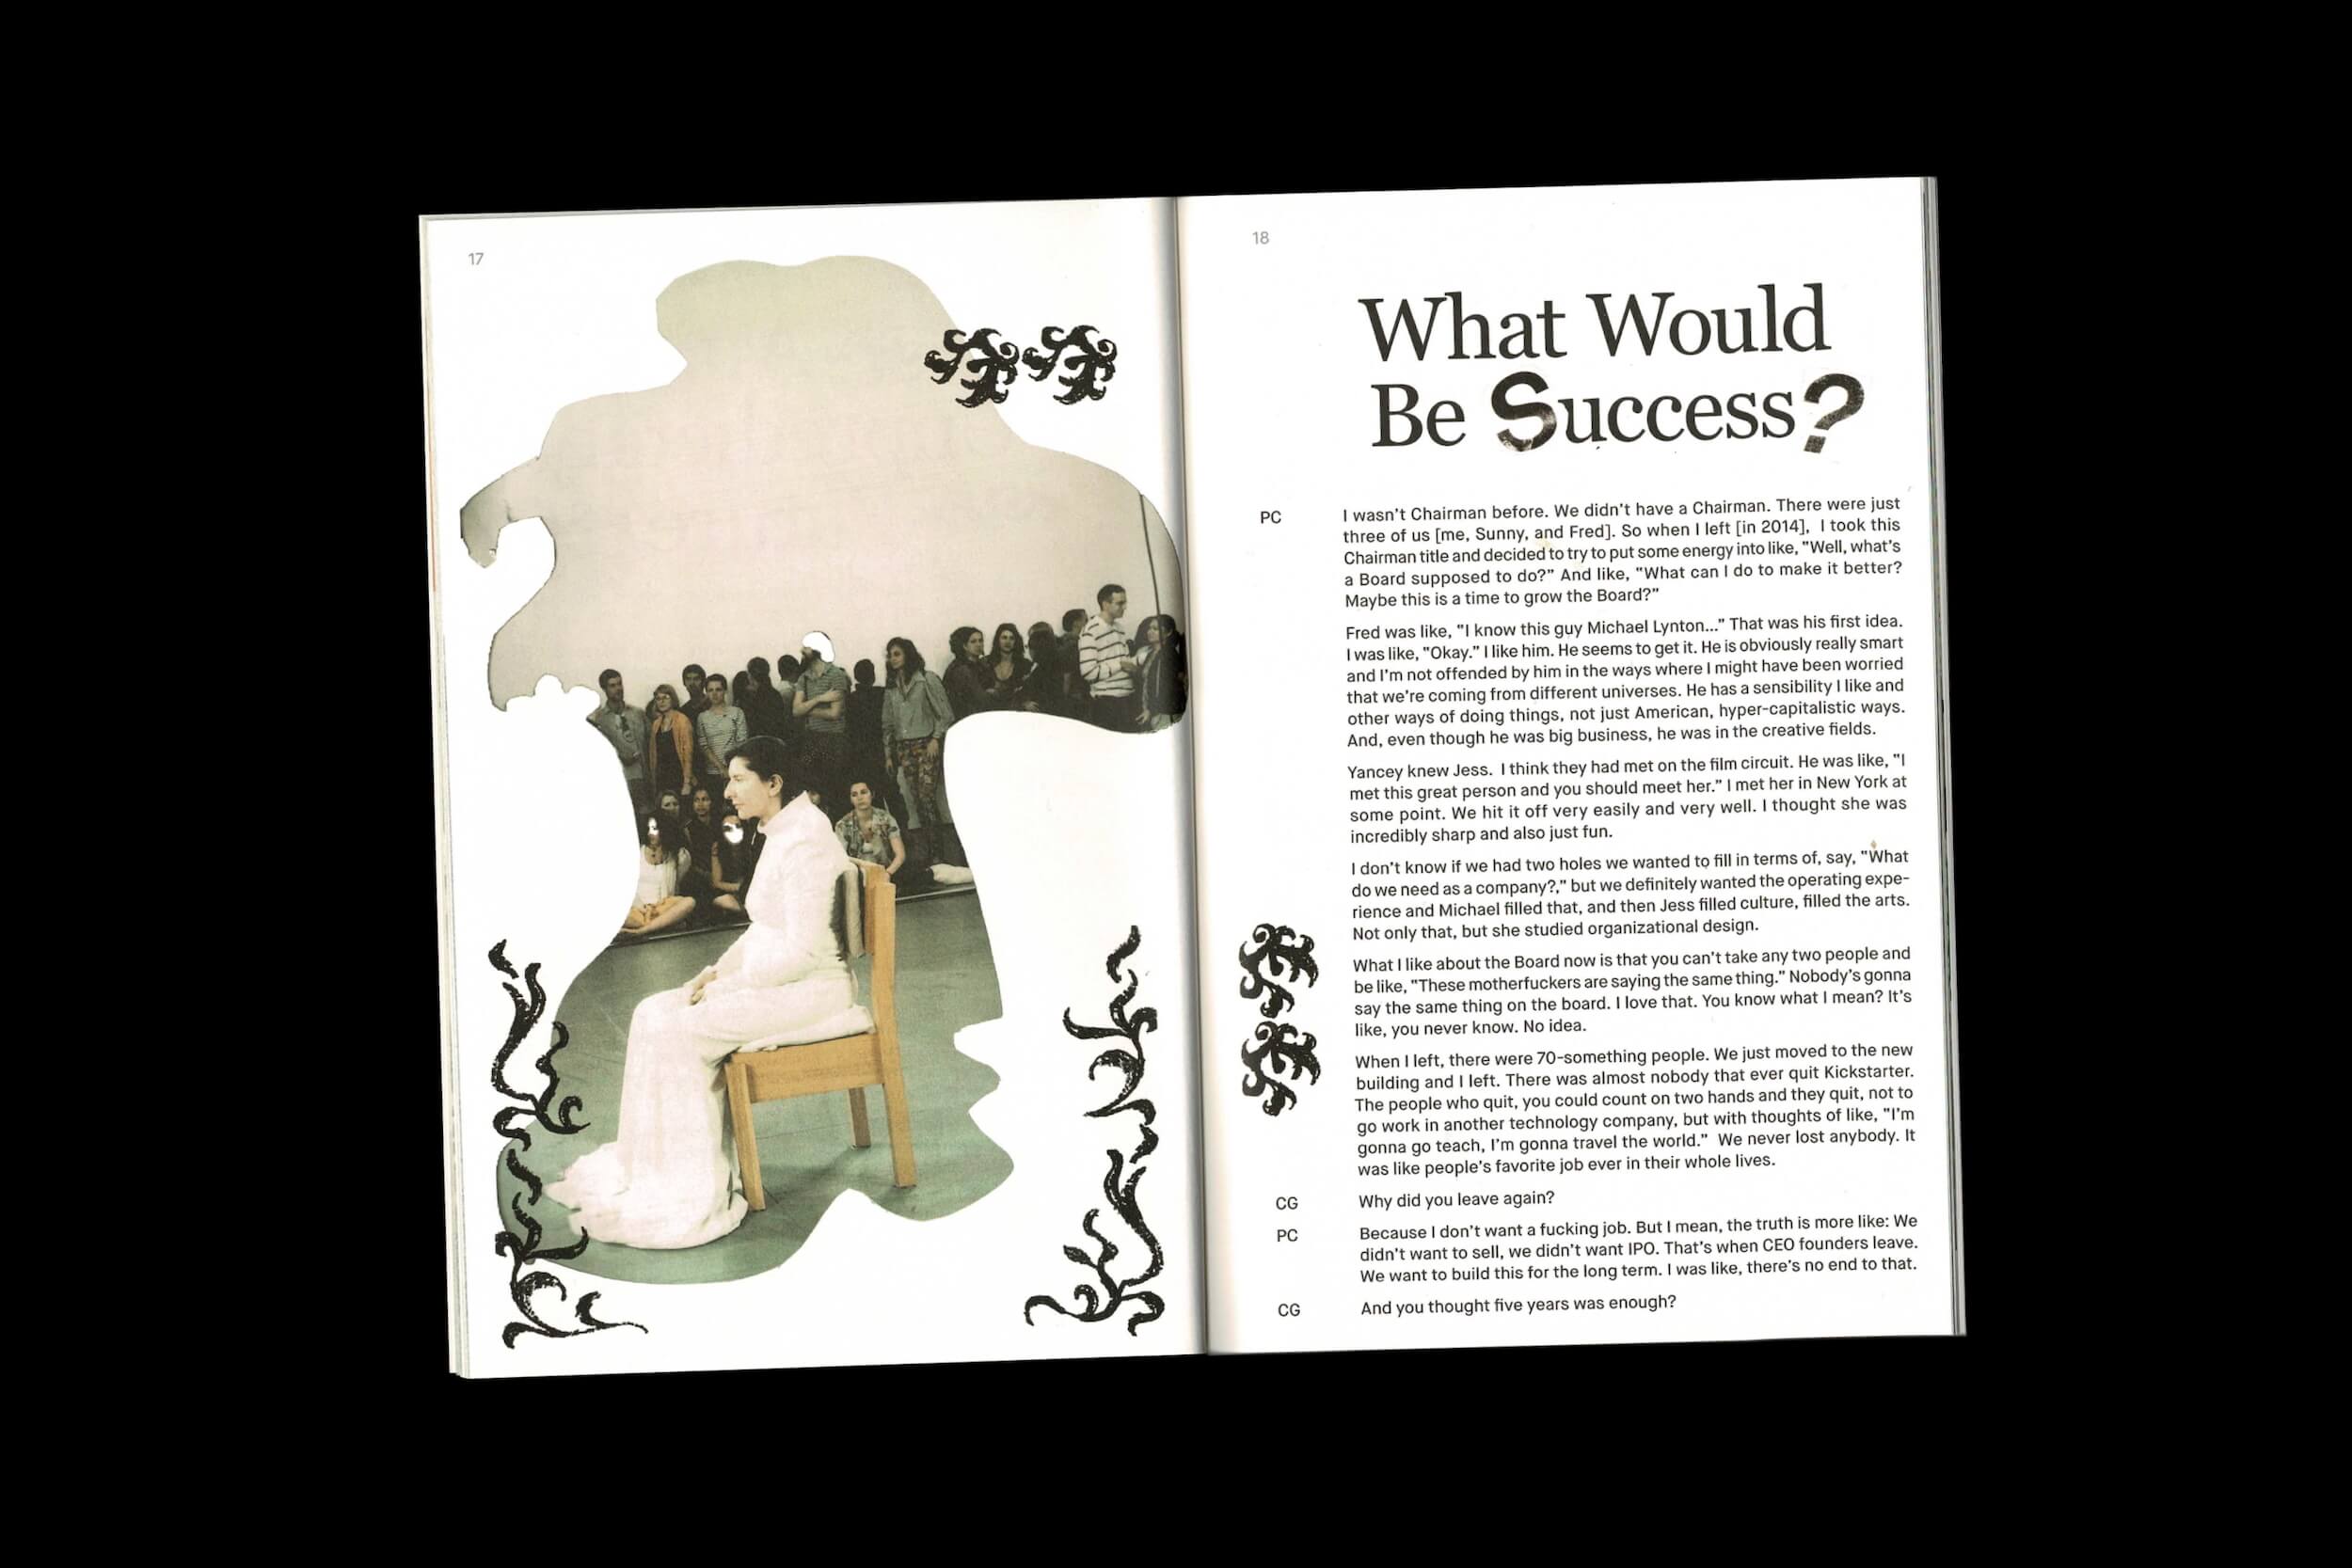 17
18
What Would
Be Success?
PC
I wasn't Chairman before. We didn't have a Chairman. There were just
three of us [me, Sunny, and Fred]. So when I left [in 2014],  I took this
Chairman title and decided to try to put some energy into like, "Well, what's
a Board supposed to do?" And like, "What can I do to make it better?
Maybe this is a time to grow the Board?"
Fred was like, "I know this guy Michael Lynton..." That was his first idea.
I was like, "Okay." I like him. He seems to get it. He is obviously really smart
and I'm not offended by him in the ways where I might have been worried
that we're coming from different universes. He has a sensibility I like and
other ways of doing things, not just American, hyper-capitalistic ways.
And, even though he was big business, he was in the creative fields.
Yancey knew Jess.  I think they had met on the film circuit. He was like, "I
met this great person and you should meet her." I met her in New York at
some point. We hit it off very easily and very well. I thought she was
incredibly sharp and also just fun.
I don't know if we had two holes we wanted to fill in terms of, say, "What
do we need as a company?," but we definitely wanted the operating expe-
rience and Michael filled that, and then Jess filled culture, filled the arts.
Not only that, but she studied organizational design.
What I like about the Board now is that you can't take any two people and
be like, "These motherfuckers are saying the same thing." Nobody's gonna
say the same thing on the board. I love that. You know what I mean? It's
like, you never know. No idea.
When I left, there were 70-something people. We just moved to the new
building and I left. There was almost nobody that ever quit Kickstarter.
The people who quit, you could count on two hands and they quit, not to
go work in another technology company, but with thoughts of like, "I'm
gonna go teach, I'm gonna travel the world."  We never lost anybody. It
was like people's favorite job ever in their whole lives.
CG
Why did you leave again?
PC
Because I don't want a fucking job. But I mean, the truth is more like: We
didn't want to sell, we didn't want IPO. That's when CEO founders leave.
We want to build this for the long term. I was like, there's no end to that.
CG
And you thought five years was enough?